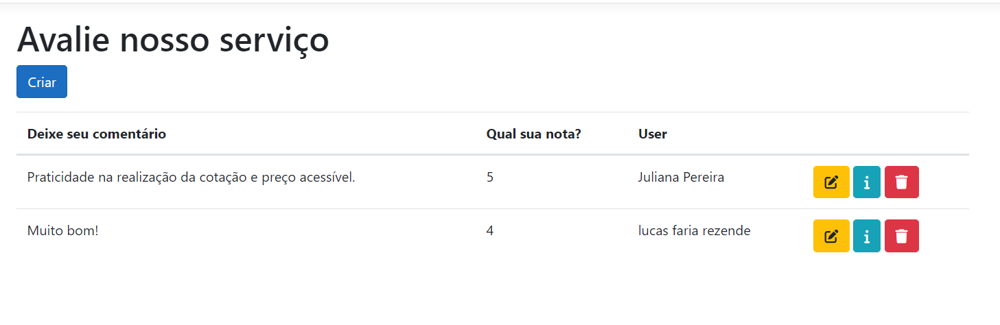 Avalie nosso serviço
Criar
Deixe seu comentário Qual sua nota? User
Praticidade na realização da cotação e preço acessível. 5 Juliana Pereira
Muito bom! 4 lucas faria rezende